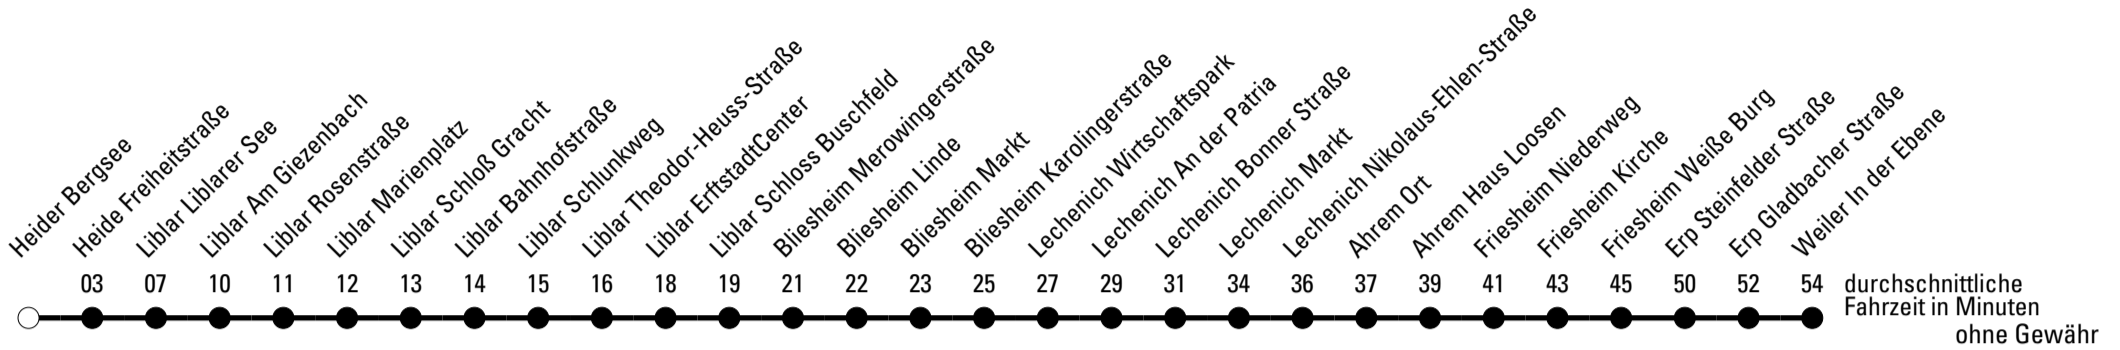 Heider Bergsee
Heide Freiheitstraße
Liblar Liblarer See
Liblar Am Giezenbach
Liblar Rosenstraße
Liblar Marienplatz
Liblar Schloß Gracht
Liblar Bahnhofstraße
Liblar Schlunkweg
Liblar Theodor-Heuss-Straße
Liblar ErftstadtCenter
Liblar Schloss Buschfeld
Bliesheim Merowingerstraße
Bliesheim Linde
Bliesheim Markt
Bliesheim Karolingerstraße
Lechenich Wirtschaftspark
Lechenich An der Patria
Lechenich Bonner Straße
Lechenich Markt
Lechenich Nikolaus-Ehlen-Straße
Ahrem Ort
Ahrem Haus Loosen
Friesheim Niederweg
Friesheim Kirche
Friesheim Weiße Burg
Erp Steinfelder Straße
Erp Gladbacher Straße
Weiler In der Ebene
03 07 10 11 12 13 14 15 16 18 19 21 22 23 25 27 29 31 34 36 37 39 41 43 45 50 52 54 durchschnittliche
Fahrzeit in Minuten
ohne Gewähr